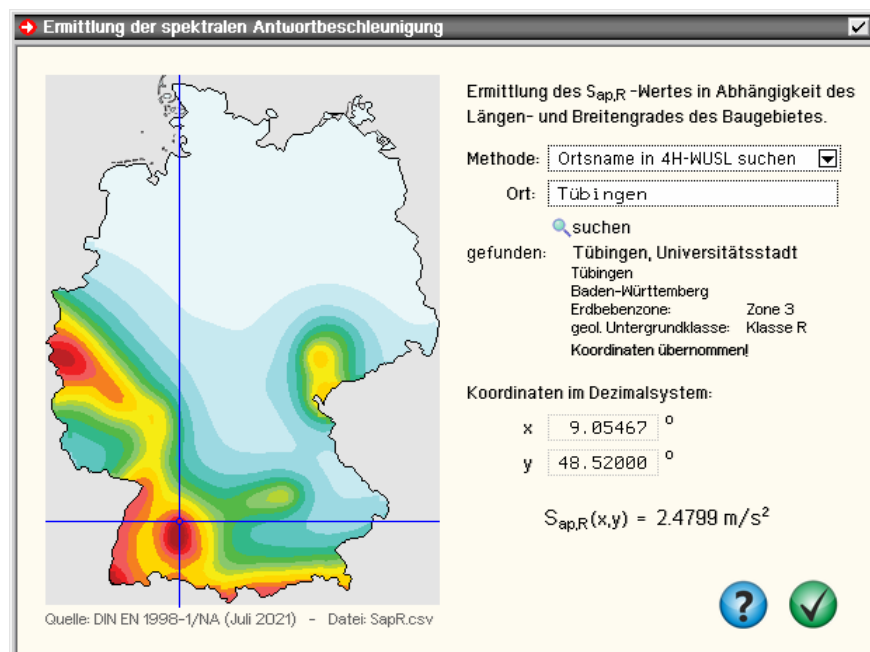 Ermittlung der spektralen Antwortbeschleunigung
Ermittlung des Sap,R -Wertes in Abhängigkeit des
Längen- und Breitengrades des Baugebietes.
Methode: Ortsname in 4H-WUSL suchen
Ort: Tübingen
suchen
gefunden: Tübingen, Universitätsstadt
Tübingen
Baden-Württemberg
Erdbebenzone: Zone 3
geol. Untergrundklasse: Klasse R
Koordinaten übernommen!
Koordinaten im Dezimalsystem:
x 9.05467 °
y 48.52000 °
Sap,R(x,y) = 2.4799 m/s²
?
Quelle: DIN EN 1998-1/NA (Juli 2021) - Datei: SapR.csv